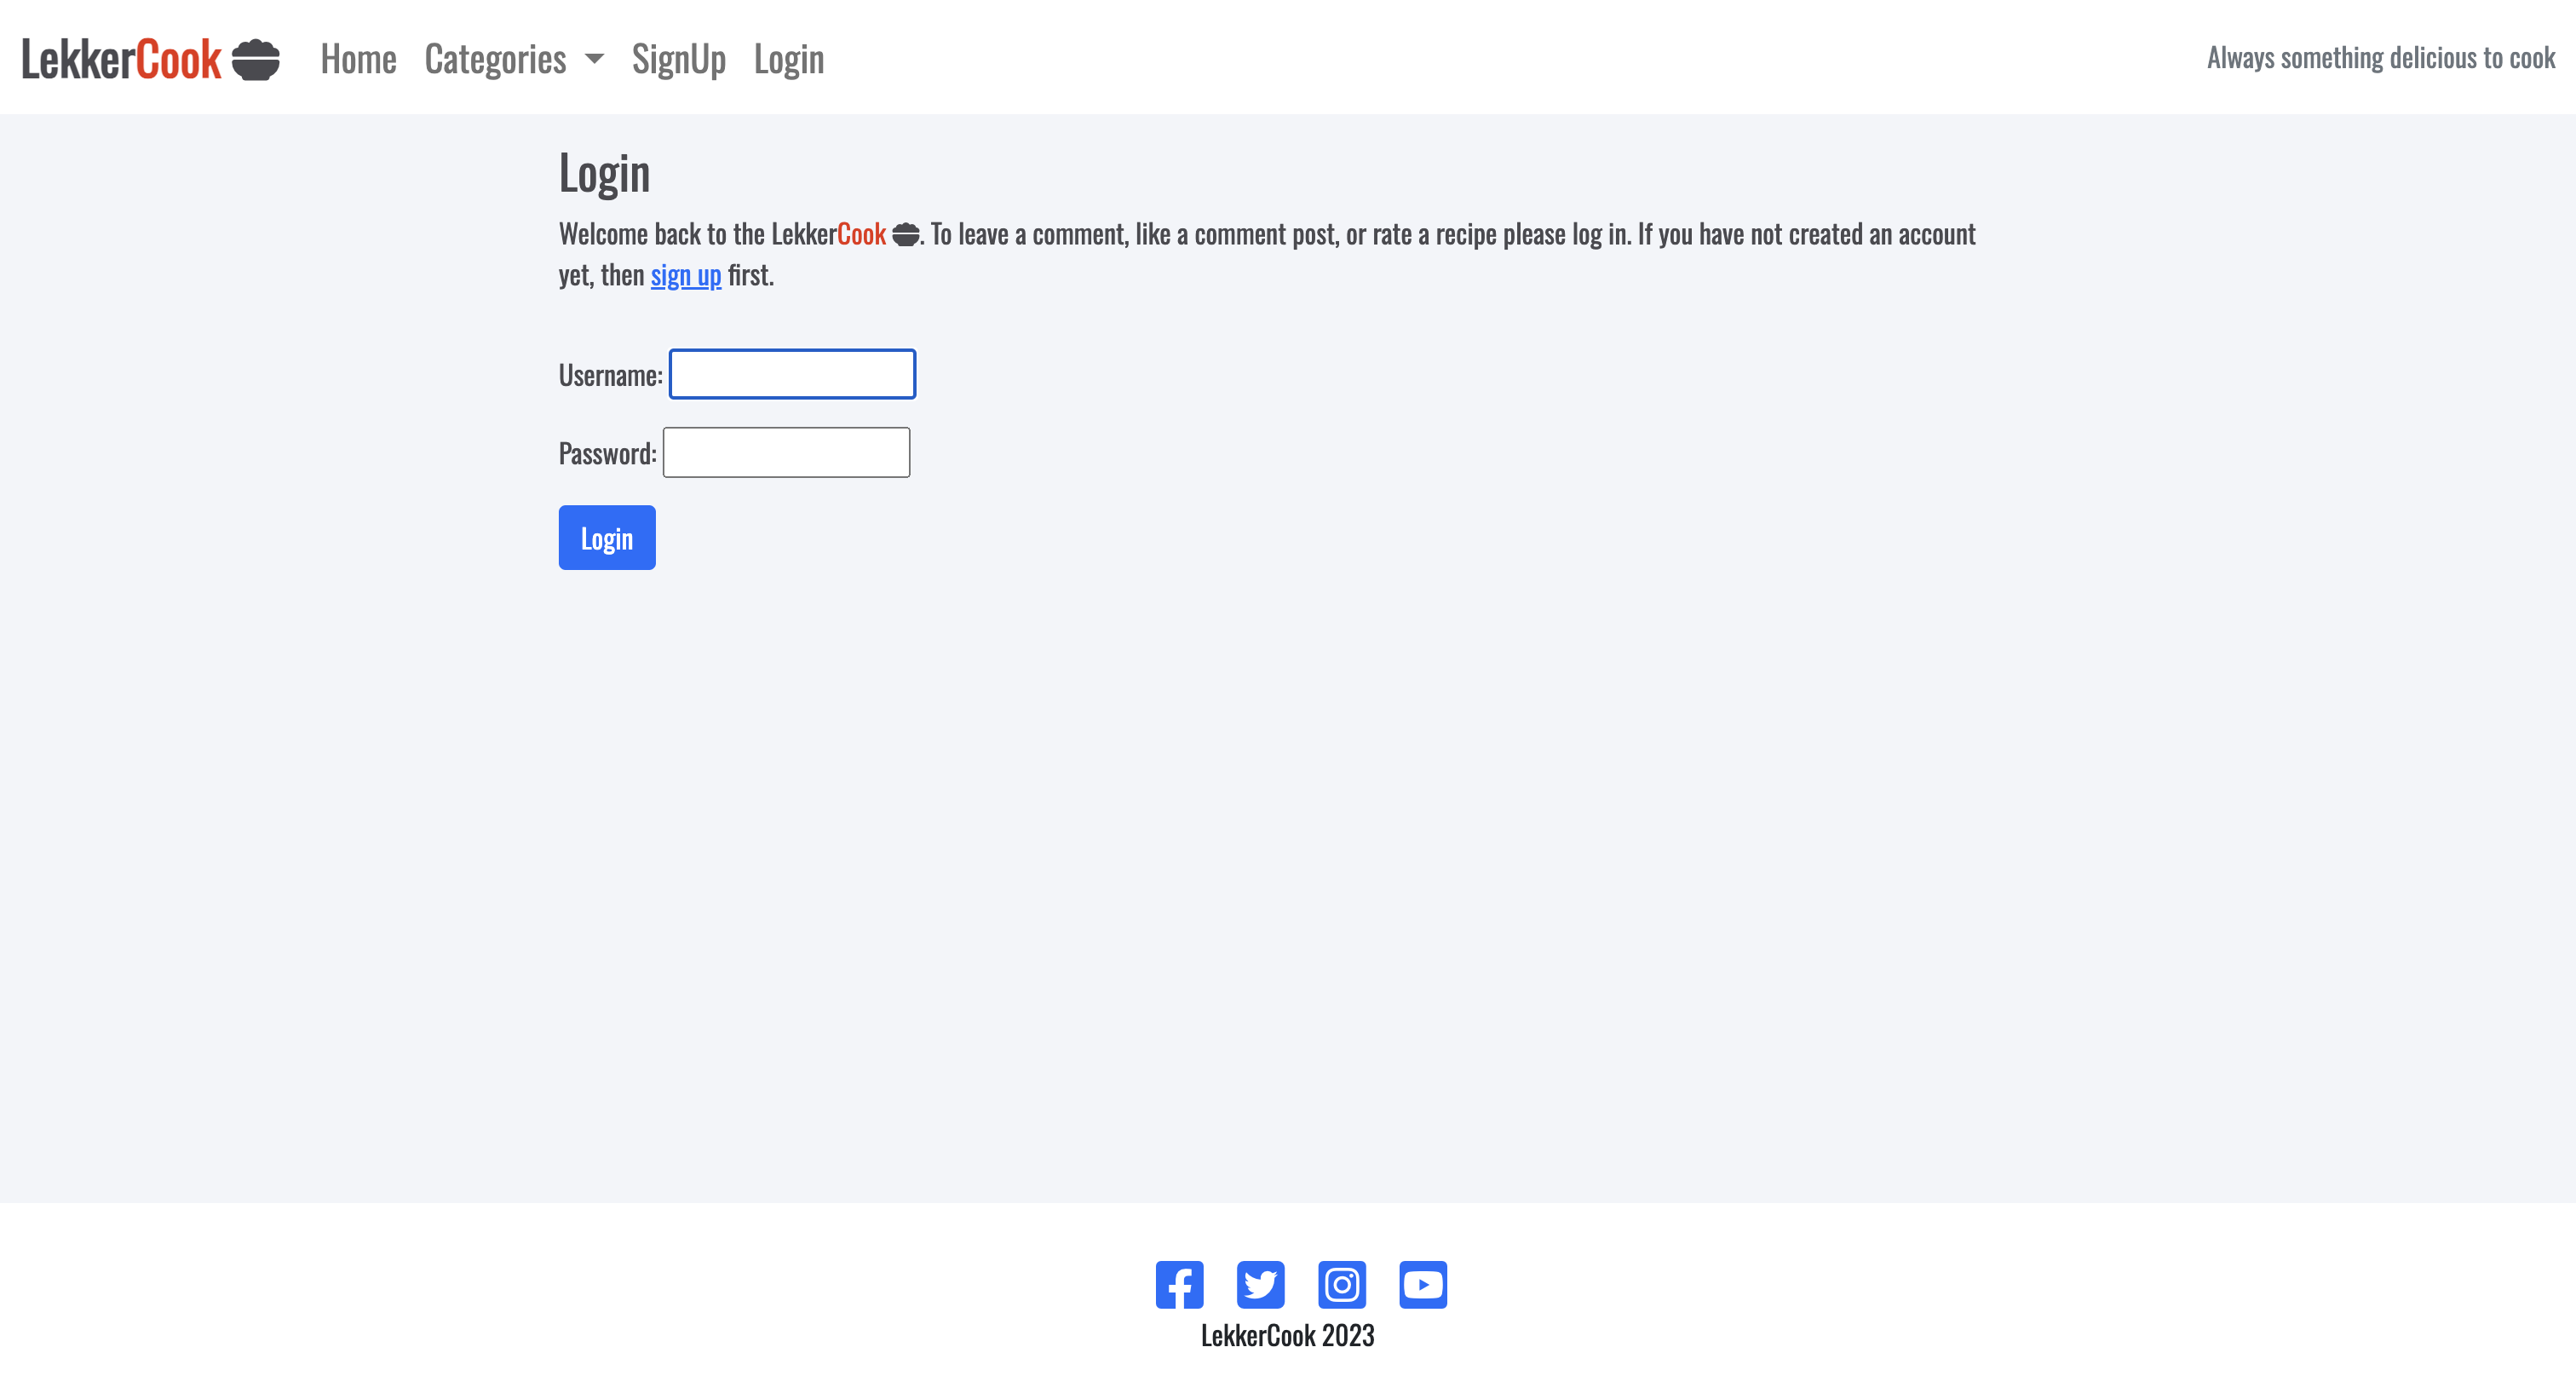 LekkerCook Home Categories SignUp Login Always something delicious to cook
Login
Welcome back to the LekkerCook . To leave a comment, like a comment post, or rate a recipe please log in. If you have not created an account
yet, then sign up first.
Username:
Password:
Login
LekkerCook 2023